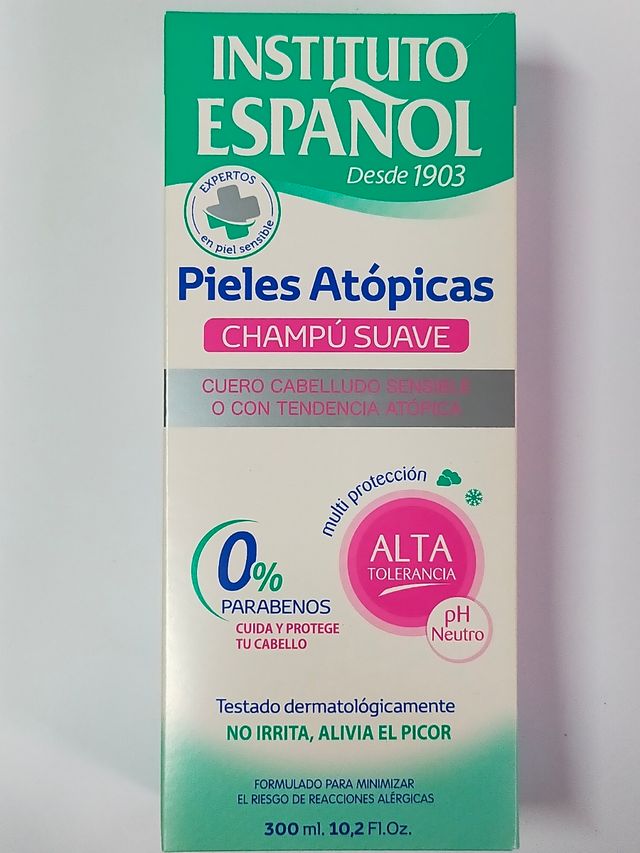 INSTITUTO
ESPAÑOL
Desde 1903
EXPERTOS
en piel sensible
Pieles Atópicas
CHAMPÚ SUAVE
CUERO CABELLUDO SENSIBLE
O CON TENDENCIA ATÓPICA
multi protección
ALTA
TOLERANCIA
pH
Neutro
0%
PARABENOS
CUIDA Y PROTEGE
TU CABELLO
Testado dermatológicamente
NO IRRITA, ALIVIA EL PICOR
FORMULADO PARA MINIMIZAR
EL RIESGO DE REACCIONES ALÉRGICAS
300 ml. 10,2 Fl.Oz.